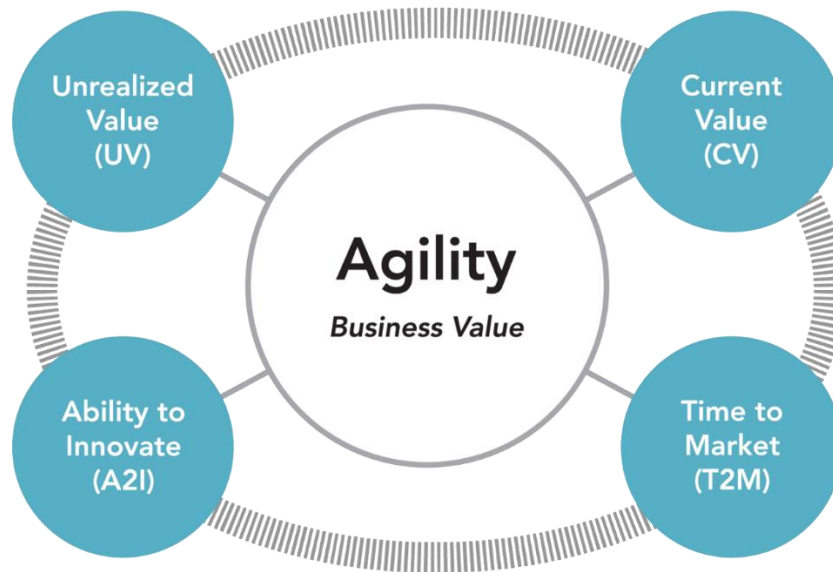 Unrealized
Value
(UV)
Current
Value
(CV)
Agility
Business Value
Ability to
Innovate
(A2I)
Time to
Market
(T2M)